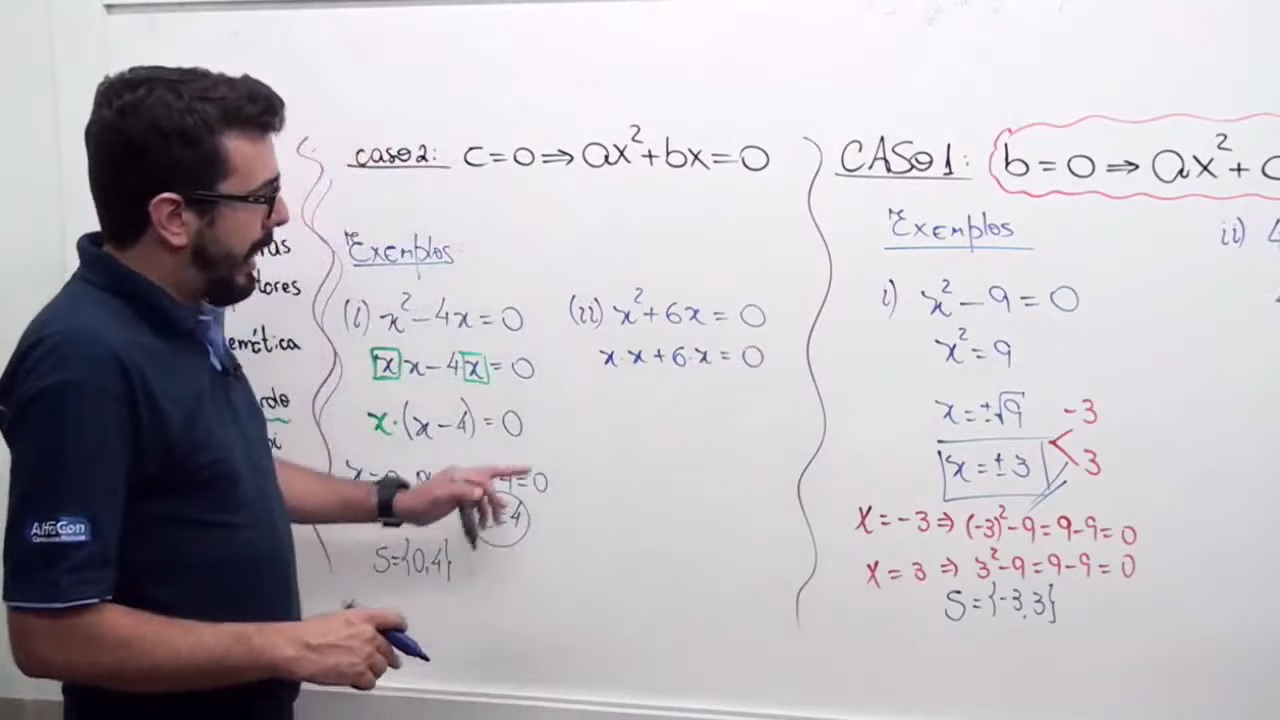 caso 2: c=0⇒ax²+bx=0
Exemplos
(i) x²-4x=0
x x-4x=0
x·(x-4)=0
=0
S={0,4}
(ii) x²+6x=0
x·x+6·x=0
CASO 1: b=0⇒ax²+
Exemplos
i) x²-9=0
x²=9
x=±√9
-3
x=±3
3
x=-3⇒(-3)²-9=9-9=0
x=3⇒3²-9=9-9=0
S={-3,3}
ii)
AlfaCon